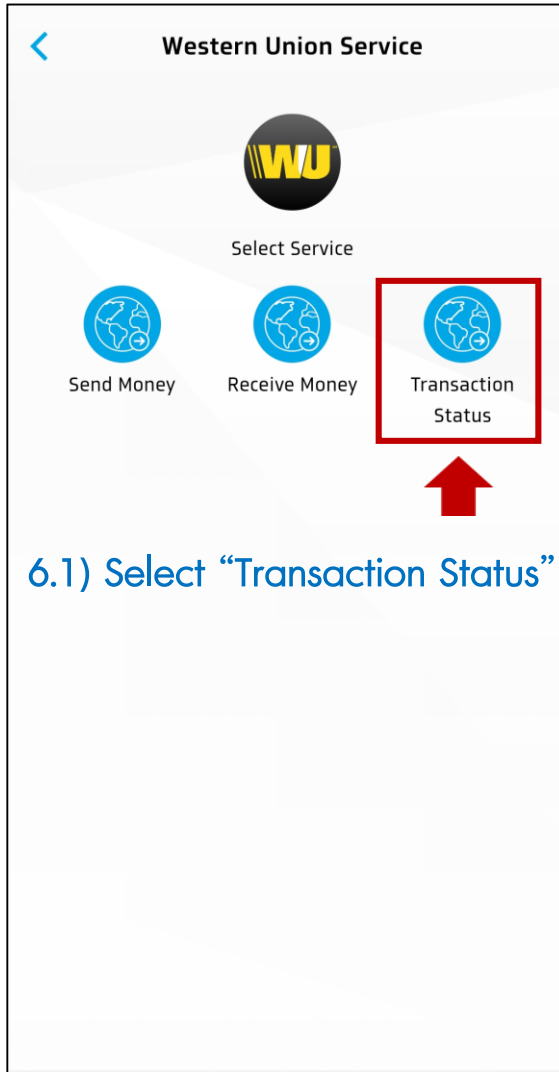 Western Union Service
WU
Select Service
Send Money
Receive Money
Transaction
Status
6.1) Select “Transaction Status”